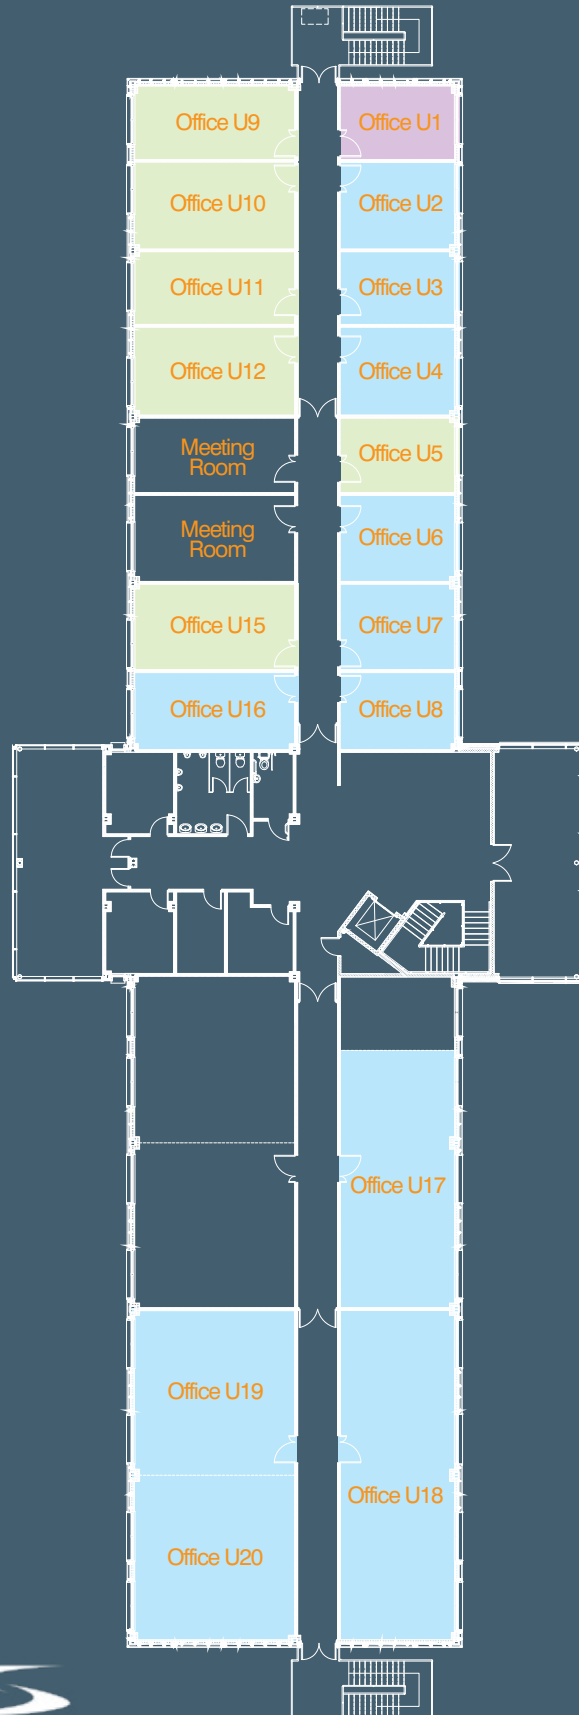 Office U9
Office U1
Office U10
Office U2
Office U11
Office U3
Office U12
Office U4
Meeting
Room
Office U5
Meeting
Room
Office U6
Office U15
Office U7
Office U16
Office U8
Office U17
Office U19
Office U18
Office U20